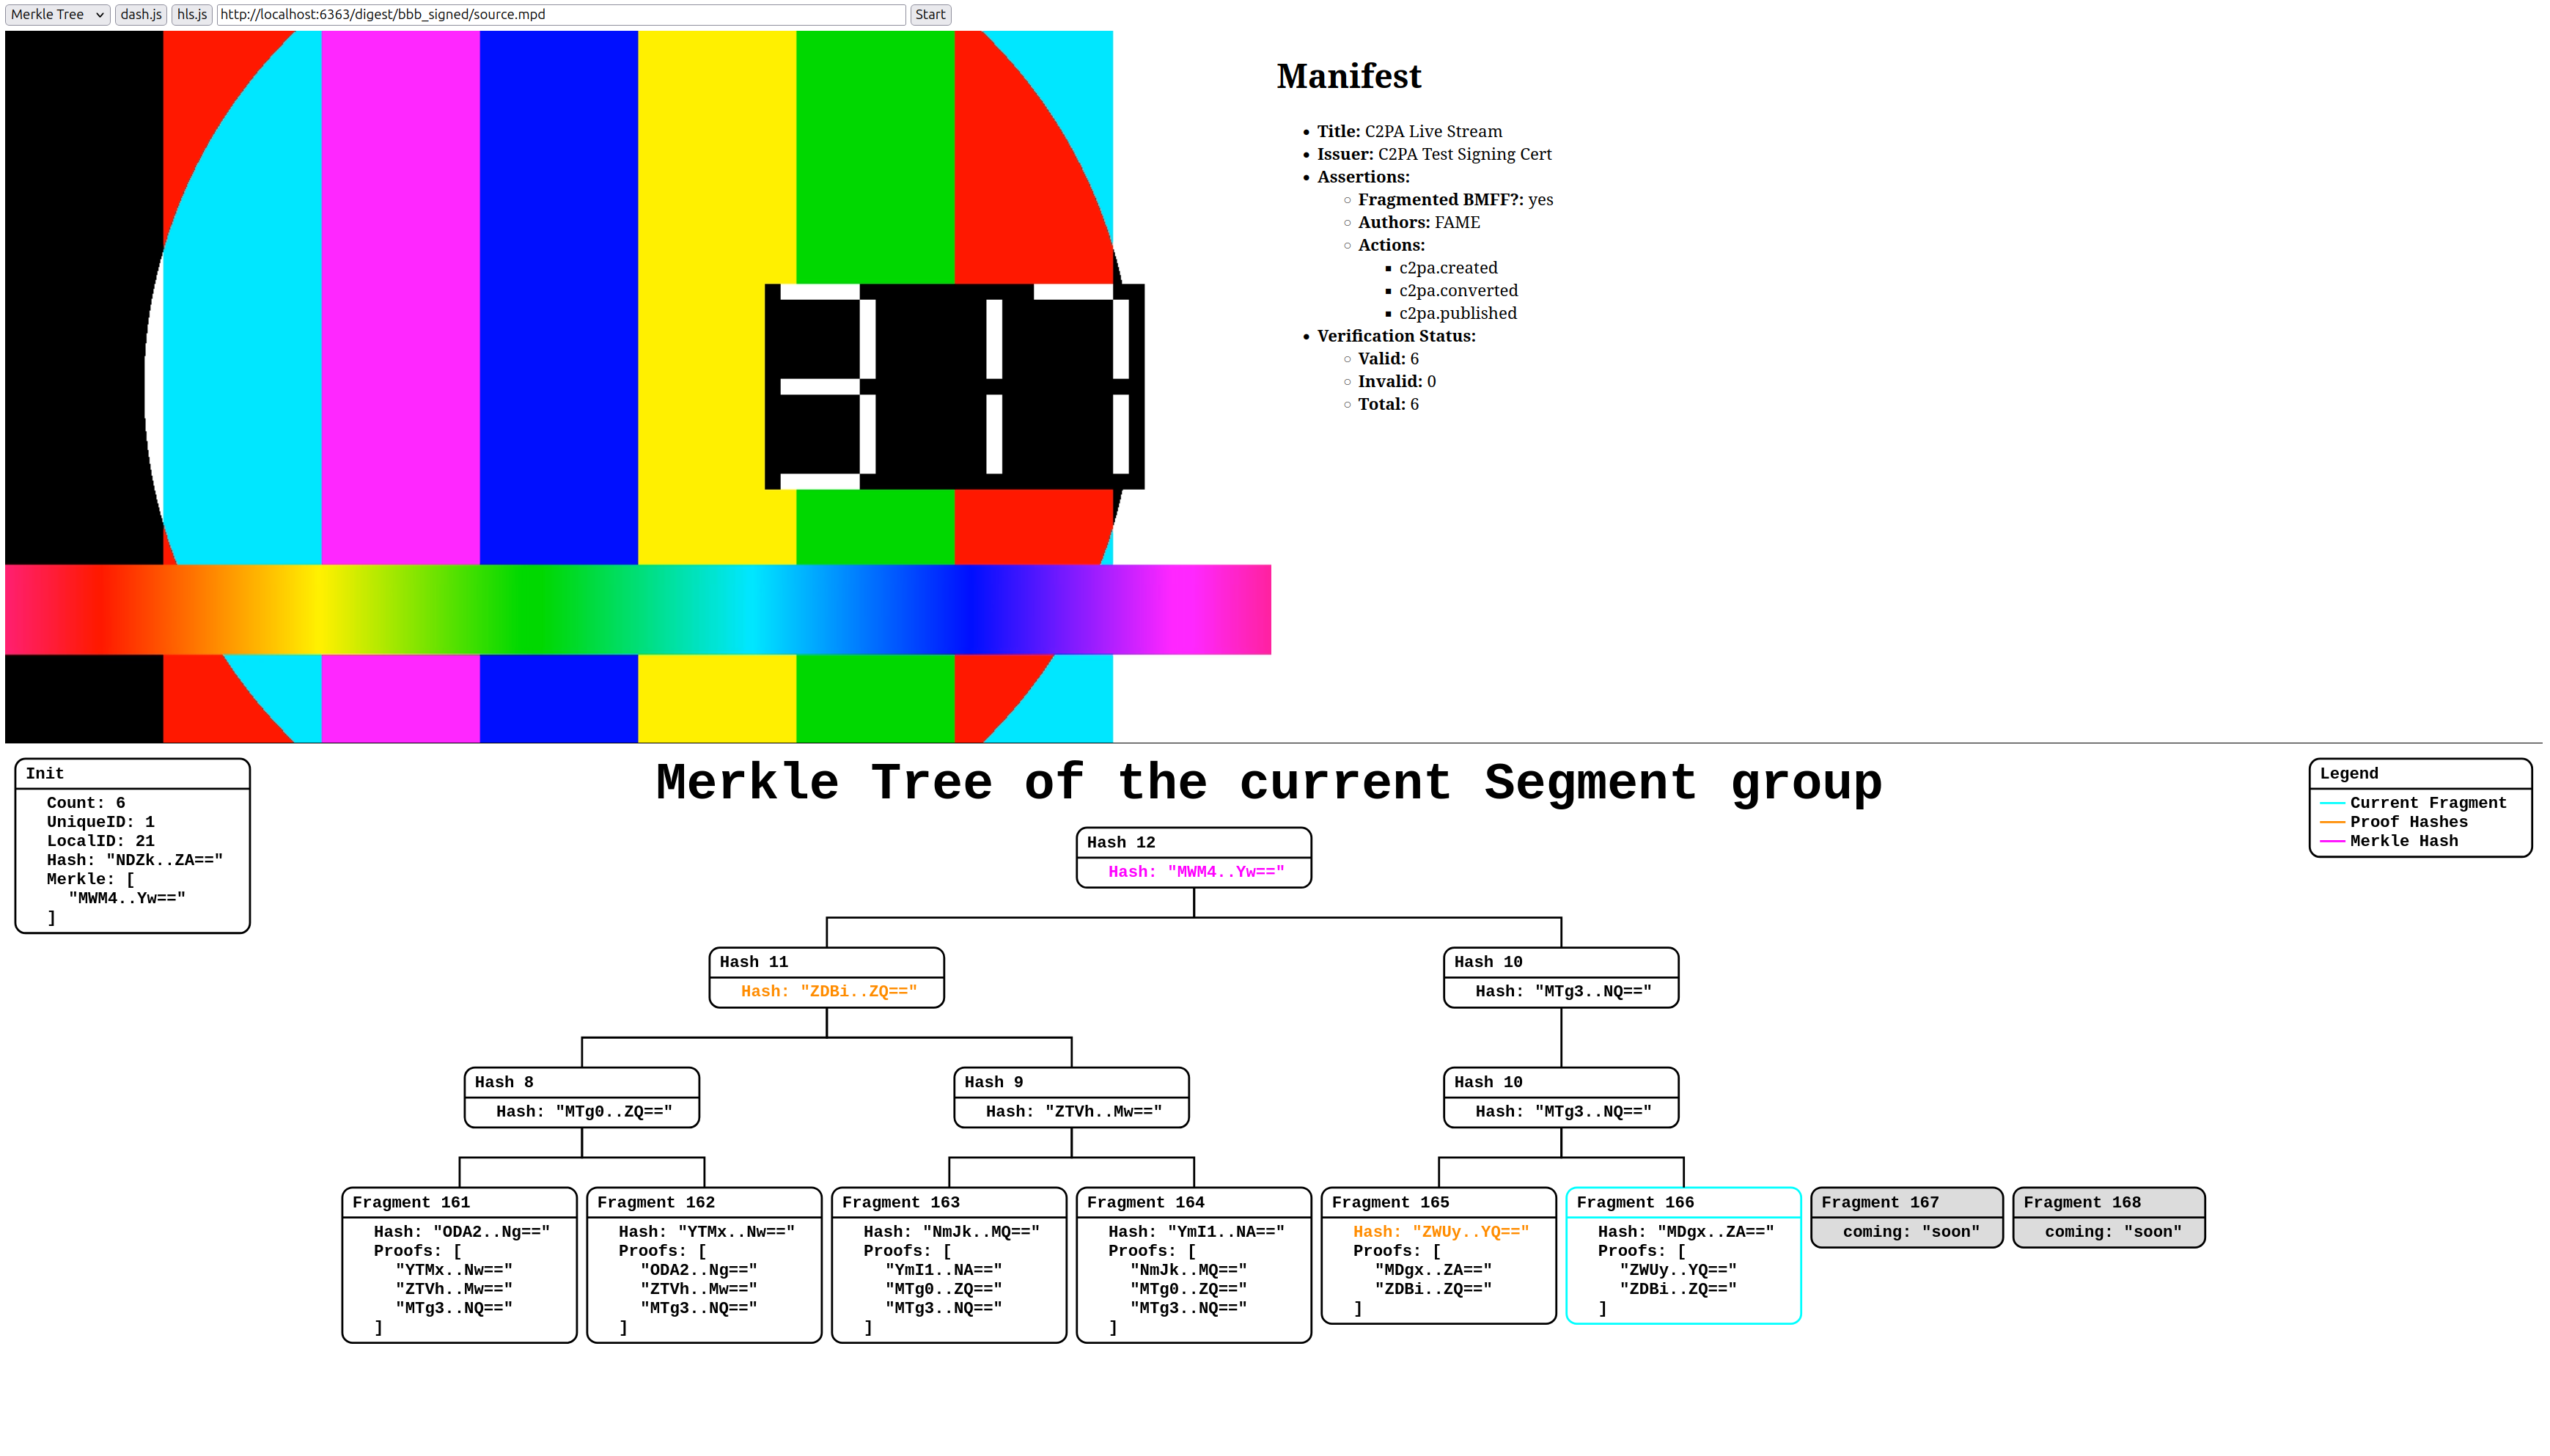 Merkle Tree dash.js hls.js http://localhost:6363/digest/bbb_signed/source.mpd Start
317
Manifest
Title: C2PA Live Stream
Issuer: C2PA Test Signing Cert
Assertions:
Fragmented BMFF?: yes
Authors: FAME
Actions:
c2pa.created
c2pa.converted
c2pa.published
Verification Status:
Valid: 6
Invalid: 0
Total: 6
Init
Count: 6
UniqueID: 1
LocalID: 21
Hash: "NDZk..ZA=="
Merkle: [
"MWM4..Yw=="
]
Merkle Tree of the current Segment group
Legend
Current Fragment
Proof Hashes
Merkle Hash
Hash 12
Hash: "MWM4..Yw=="
Hash 11
Hash: "ZDBi..ZQ=="
Hash 10
Hash: "MTg3..NQ=="
Hash 8
Hash: "MTg0..ZQ=="
Hash 9
Hash: "ZTVh..Mw=="
Hash 10
Hash: "MTg3..NQ=="
Fragment 161
Hash: "ODA2..Ng=="
Proofs: [
"YTMx..Nw=="
"ZTVh..Mw=="
"MTg3..NQ=="
]
Fragment 162
Hash: "YTMx..Nw=="
Proofs: [
"ODA2..Ng=="
"ZTVh..Mw=="
"MTg3..NQ=="
]
Fragment 163
Hash: "NmJk..MQ=="
Proofs: [
"YmI1..NA=="
"MTg0..ZQ=="
"MTg3..NQ=="
]
Fragment 164
Hash: "YmI1..NA=="
Proofs: [
"NmJk..MQ=="
"MTg0..ZQ=="
"MTg3..NQ=="
]
Fragment 165
Hash: "ZWUy..YQ=="
Proofs: [
"MDgx..ZA=="
"ZDBi..ZQ=="
]
Fragment 166
Hash: "MDgx..ZA=="
Proofs: [
"ZWUy..YQ=="
"ZDBi..ZQ=="
]
Fragment 167
coming: "soon"
Fragment 168
coming: "soon"